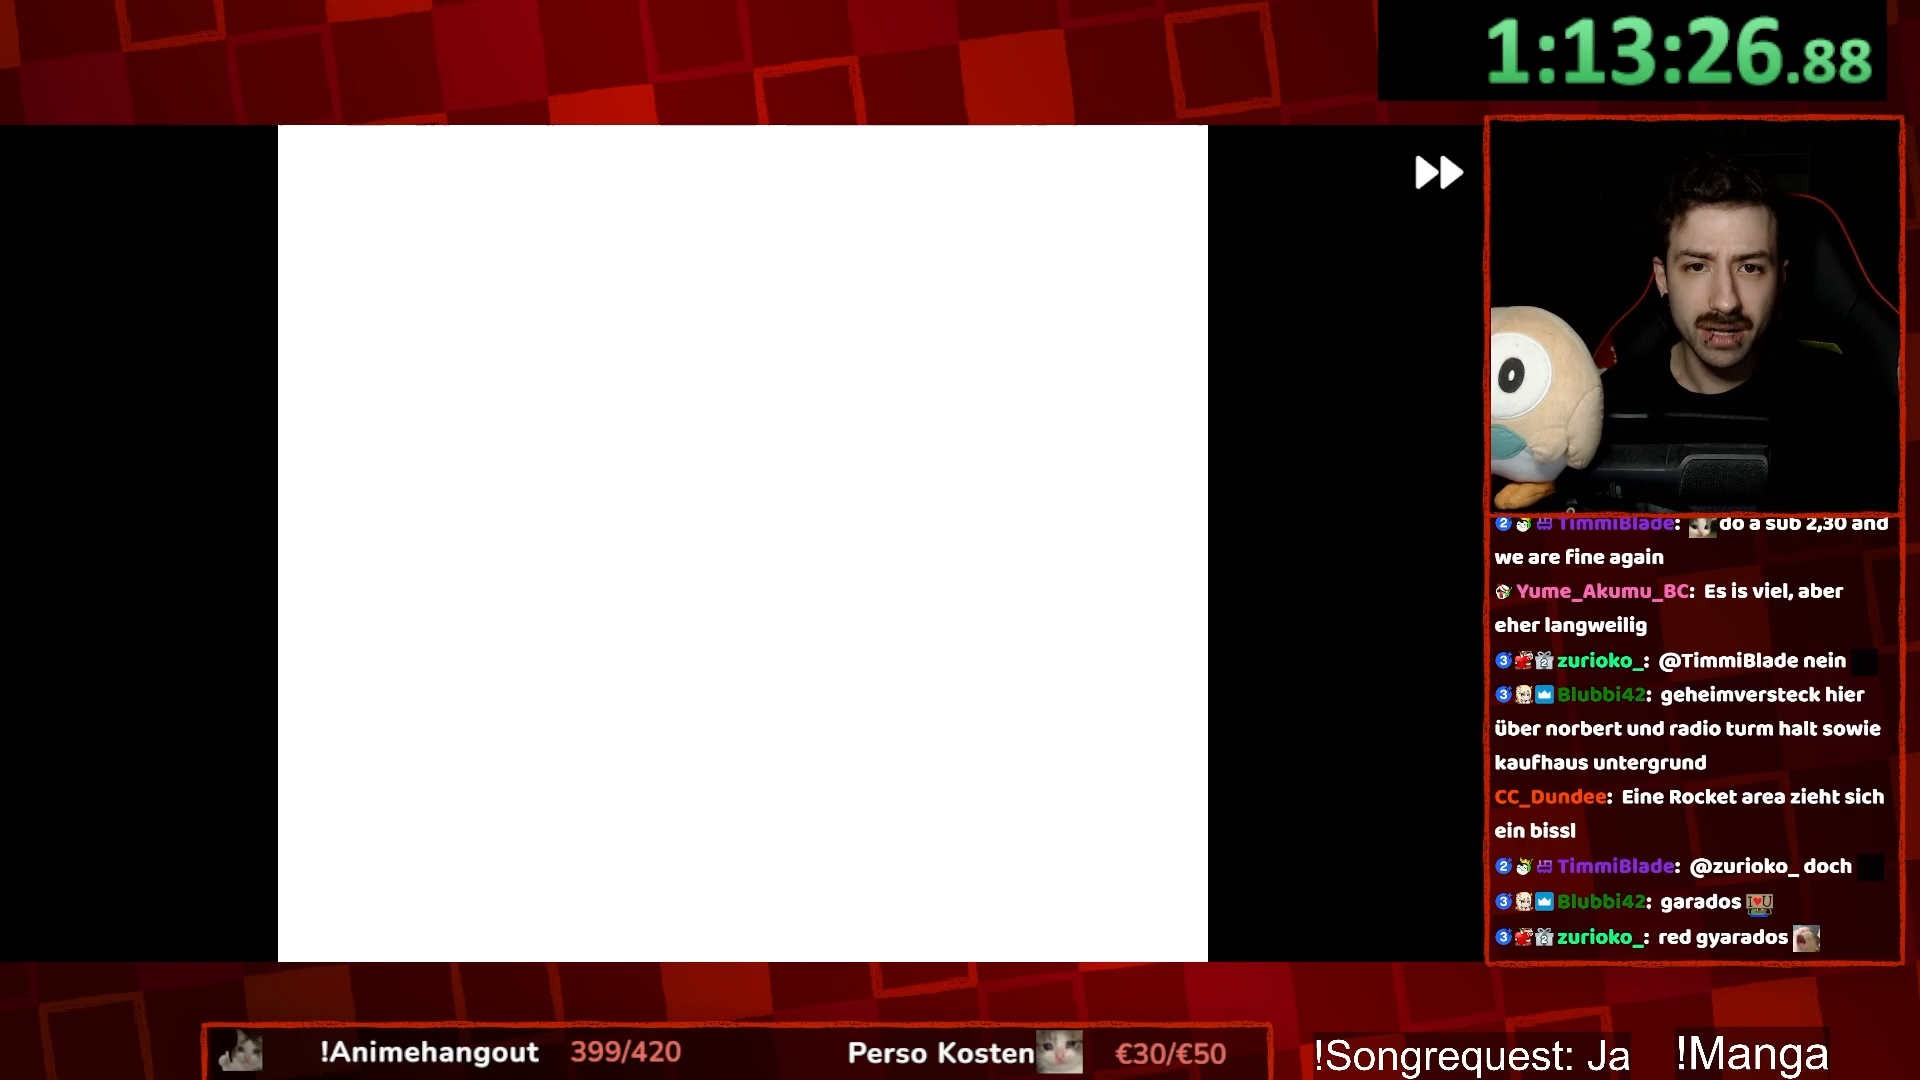 1:13:26.88
TimmiBlade: do a sub 2,30 and
we are fine again
Yume_Akumu_BC: Es is viel, aber
eher langweilig
zurioko_: @TimmiBlade nein
Blubbi42: geheimversteck hier
über norbert und radio turm halt sowie
kaufhaus untergrund
CC_Dundee: Eine Rocket area zieht sich
ein bissl
TimmiBlade: @zurioko_ doch
Blubbi42: garados
zurioko_: red gyarados
!Animehangout 399/420 Perso Kosten €30/€50
!Songrequest: Ja !Manga